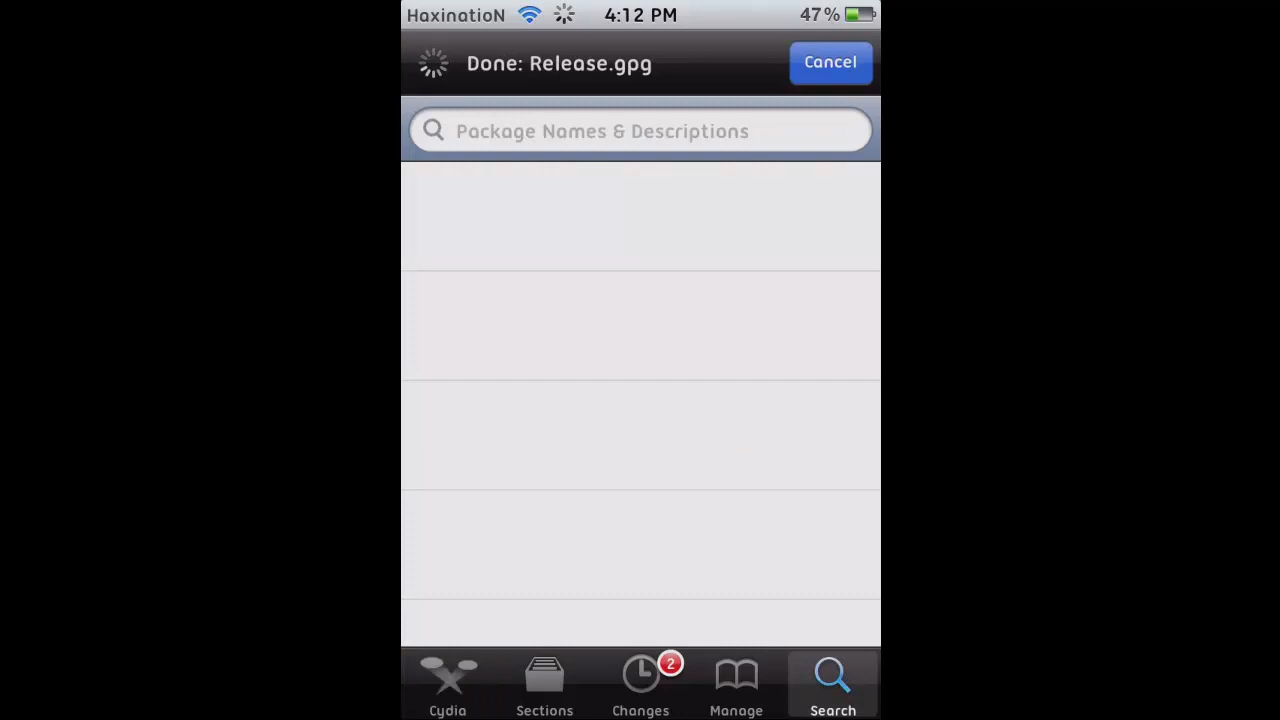 HaxinatioN 4:12 PM 47%
Done: Release.gpg Cancel
Package Names & Descriptions
2
Cydia Sections Changes Manage Search